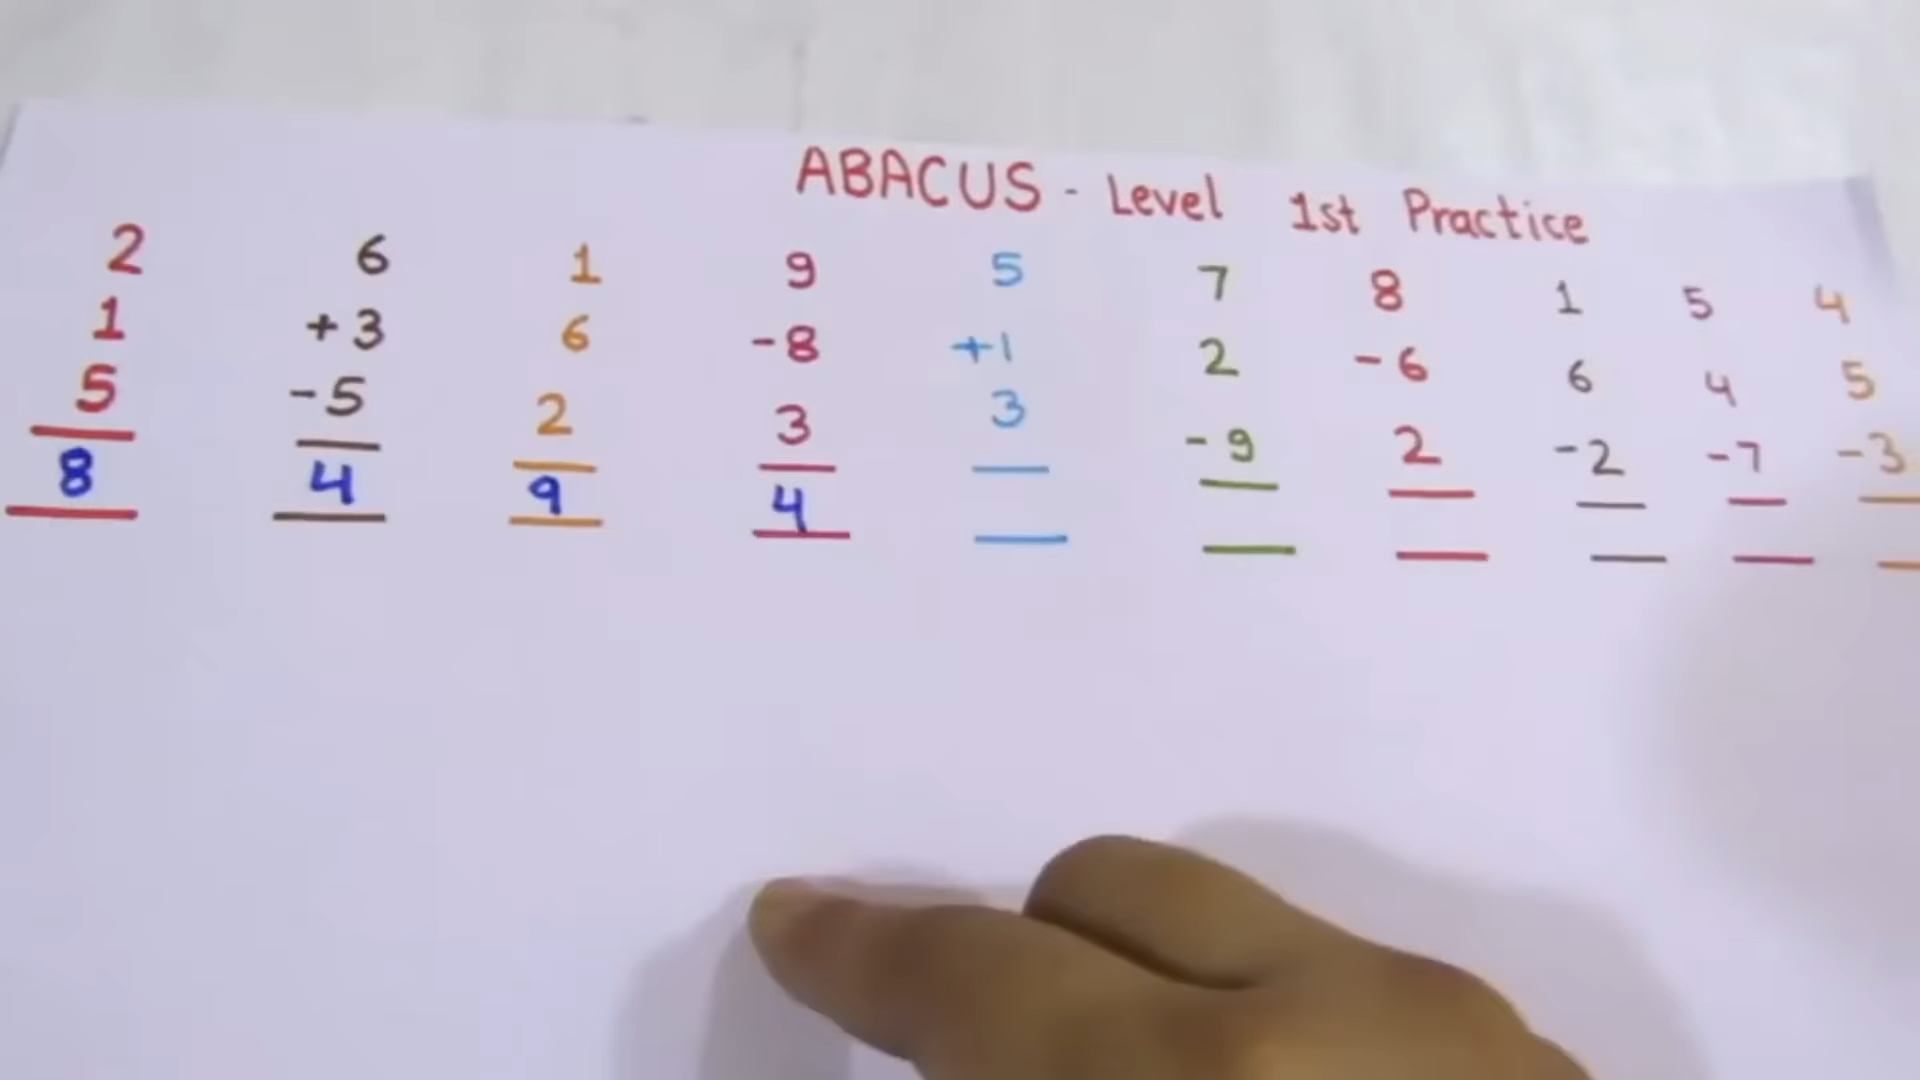 ABACUS - Level 1st Practice
2 6 1 9 5 7 8 1 5 4
1 +3 6 -8 +1 2 -6 6 4 5
5 -5 2 3 3 -9 2 -2 -7 -3
8 4 9 4